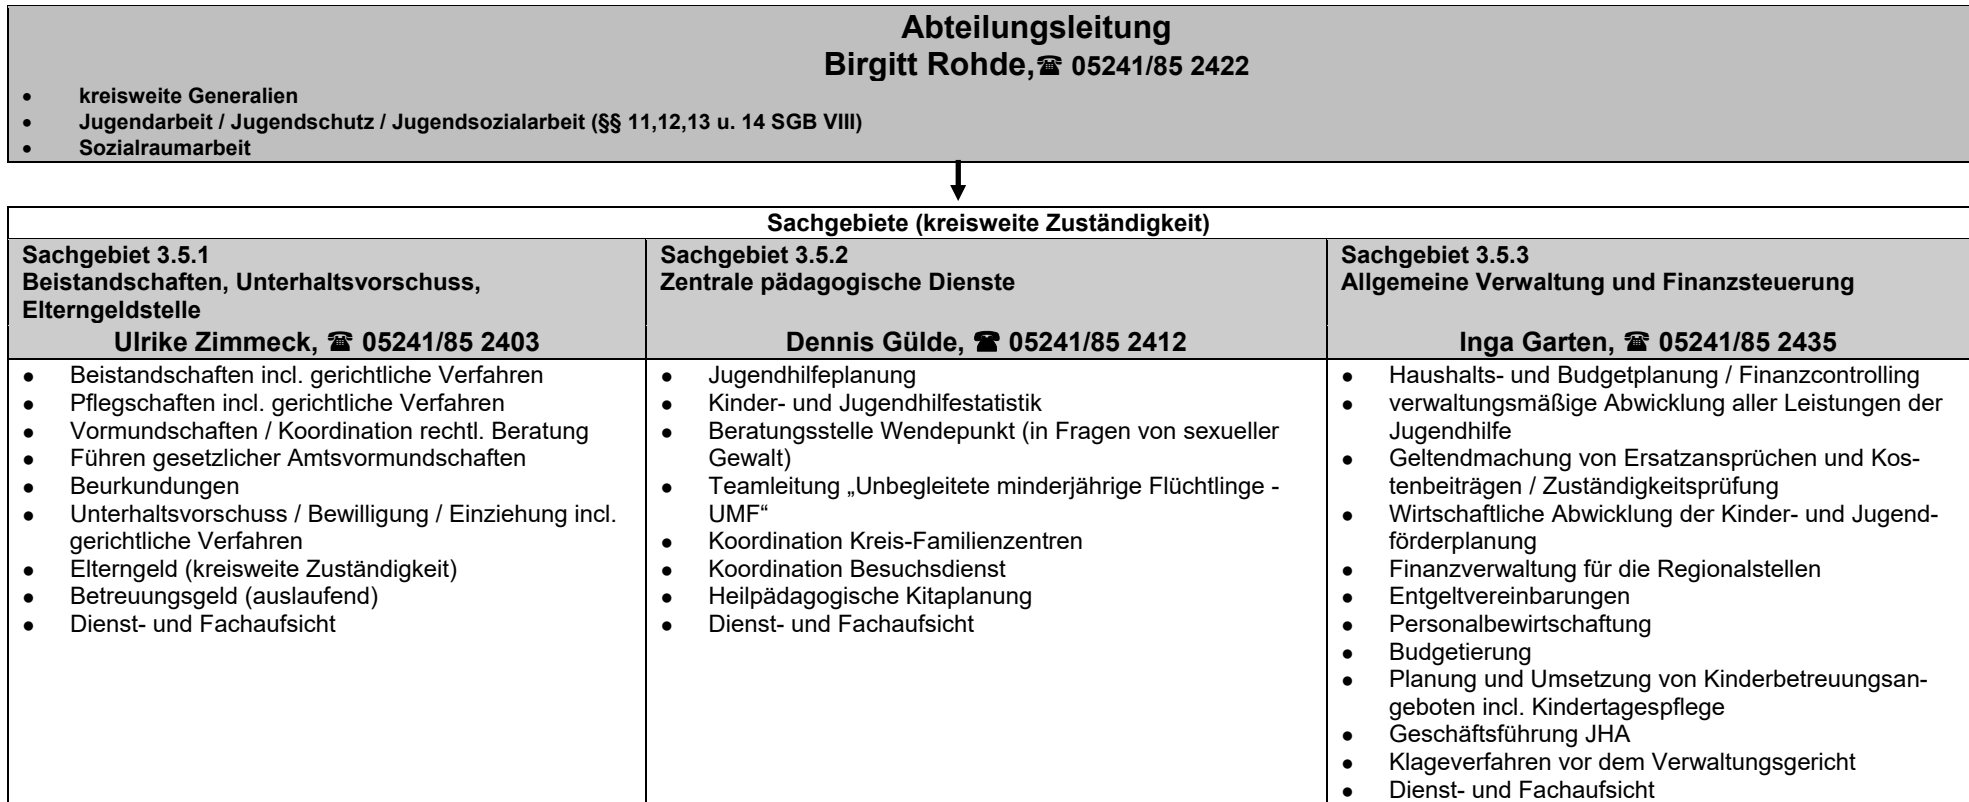 Abteilungsleitung
Birgitt Rohde,☎ 05241/85 2422
• kreisweite Generalien
• Jugendarbeit / Jugendschutz / Jugendsozialarbeit (§§ 11,12,13 u. 14 SGB VIII)
• Sozialraumarbeit
Sachgebiete (kreisweite Zuständigkeit)
Sachgebiet 3.5.1
Beistandschaften, Unterhaltsvorschuss,
Elterngeldstelle
Ulrike Zimmeck, ☎ 05241/85 2403
• Beistandschaften incl. gerichtliche Verfahren
• Pflegschaften incl. gerichtliche Verfahren
• Vormundschaften / Koordination rechtl. Beratung
• Führen gesetzlicher Amtsvormundschaften
• Beurkundungen
• Unterhaltsvorschuss / Bewilligung / Einziehung incl.
gerichtliche Verfahren
• Elterngeld (kreisweite Zuständigkeit)
• Betreuungsgeld (auslaufend)
• Dienst- und Fachaufsicht
Sachgebiet 3.5.2
Zentrale pädagogische Dienste
Dennis Gülde, ☎ 05241/85 2412
• Jugendhilfeplanung
• Kinder- und Jugendhilfestatistik
• Beratungsstelle Wendepunkt (in Fragen von sexueller
Gewalt)
• Teamleitung „Unbegleitete minderjährige Flüchtlinge -
UMF“
• Koordination Kreis-Familienzentren
• Koordination Besuchsdienst
• Heilpädagogische Kitaplanung
• Dienst- und Fachaufsicht
Sachgebiet 3.5.3
Allgemeine Verwaltung und Finanzsteuerung
Inga Garten, ☎ 05241/85 2435
• Haushalts- und Budgetplanung / Finanzcontrolling
• verwaltungsmäßige Abwicklung aller Leistungen der
Jugendhilfe
• Geltendmachung von Ersatzansprüchen und Kos-
tenbeiträgen / Zuständigkeitsprüfung
• Wirtschaftliche Abwicklung der Kinder- und Jugend-
förderplanung
• Finanzverwaltung für die Regionalstellen
• Entgeltvereinbarungen
• Personalbewirtschaftung
• Budgetierung
• Planung und Umsetzung von Kinderbetreuungsan-
geboten incl. Kindertagespflege
• Geschäftsführung JHA
• Klageverfahren vor dem Verwaltungsgericht
• Dienst- und Fachaufsicht